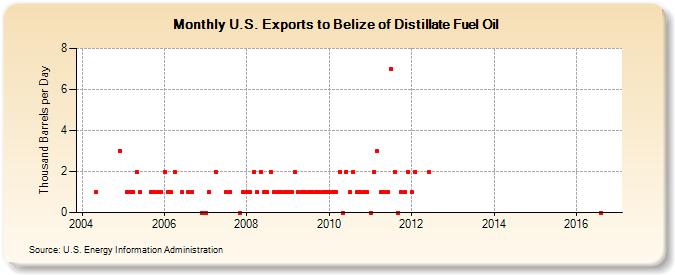 Monthly U.S. Exports to Belize of Distillate Fuel Oil
Thousand Barrels per Day
8
6
4
2
0
2004 2006 2008 2010 2012 2014 2016
Source: U.S. Energy Information Administration